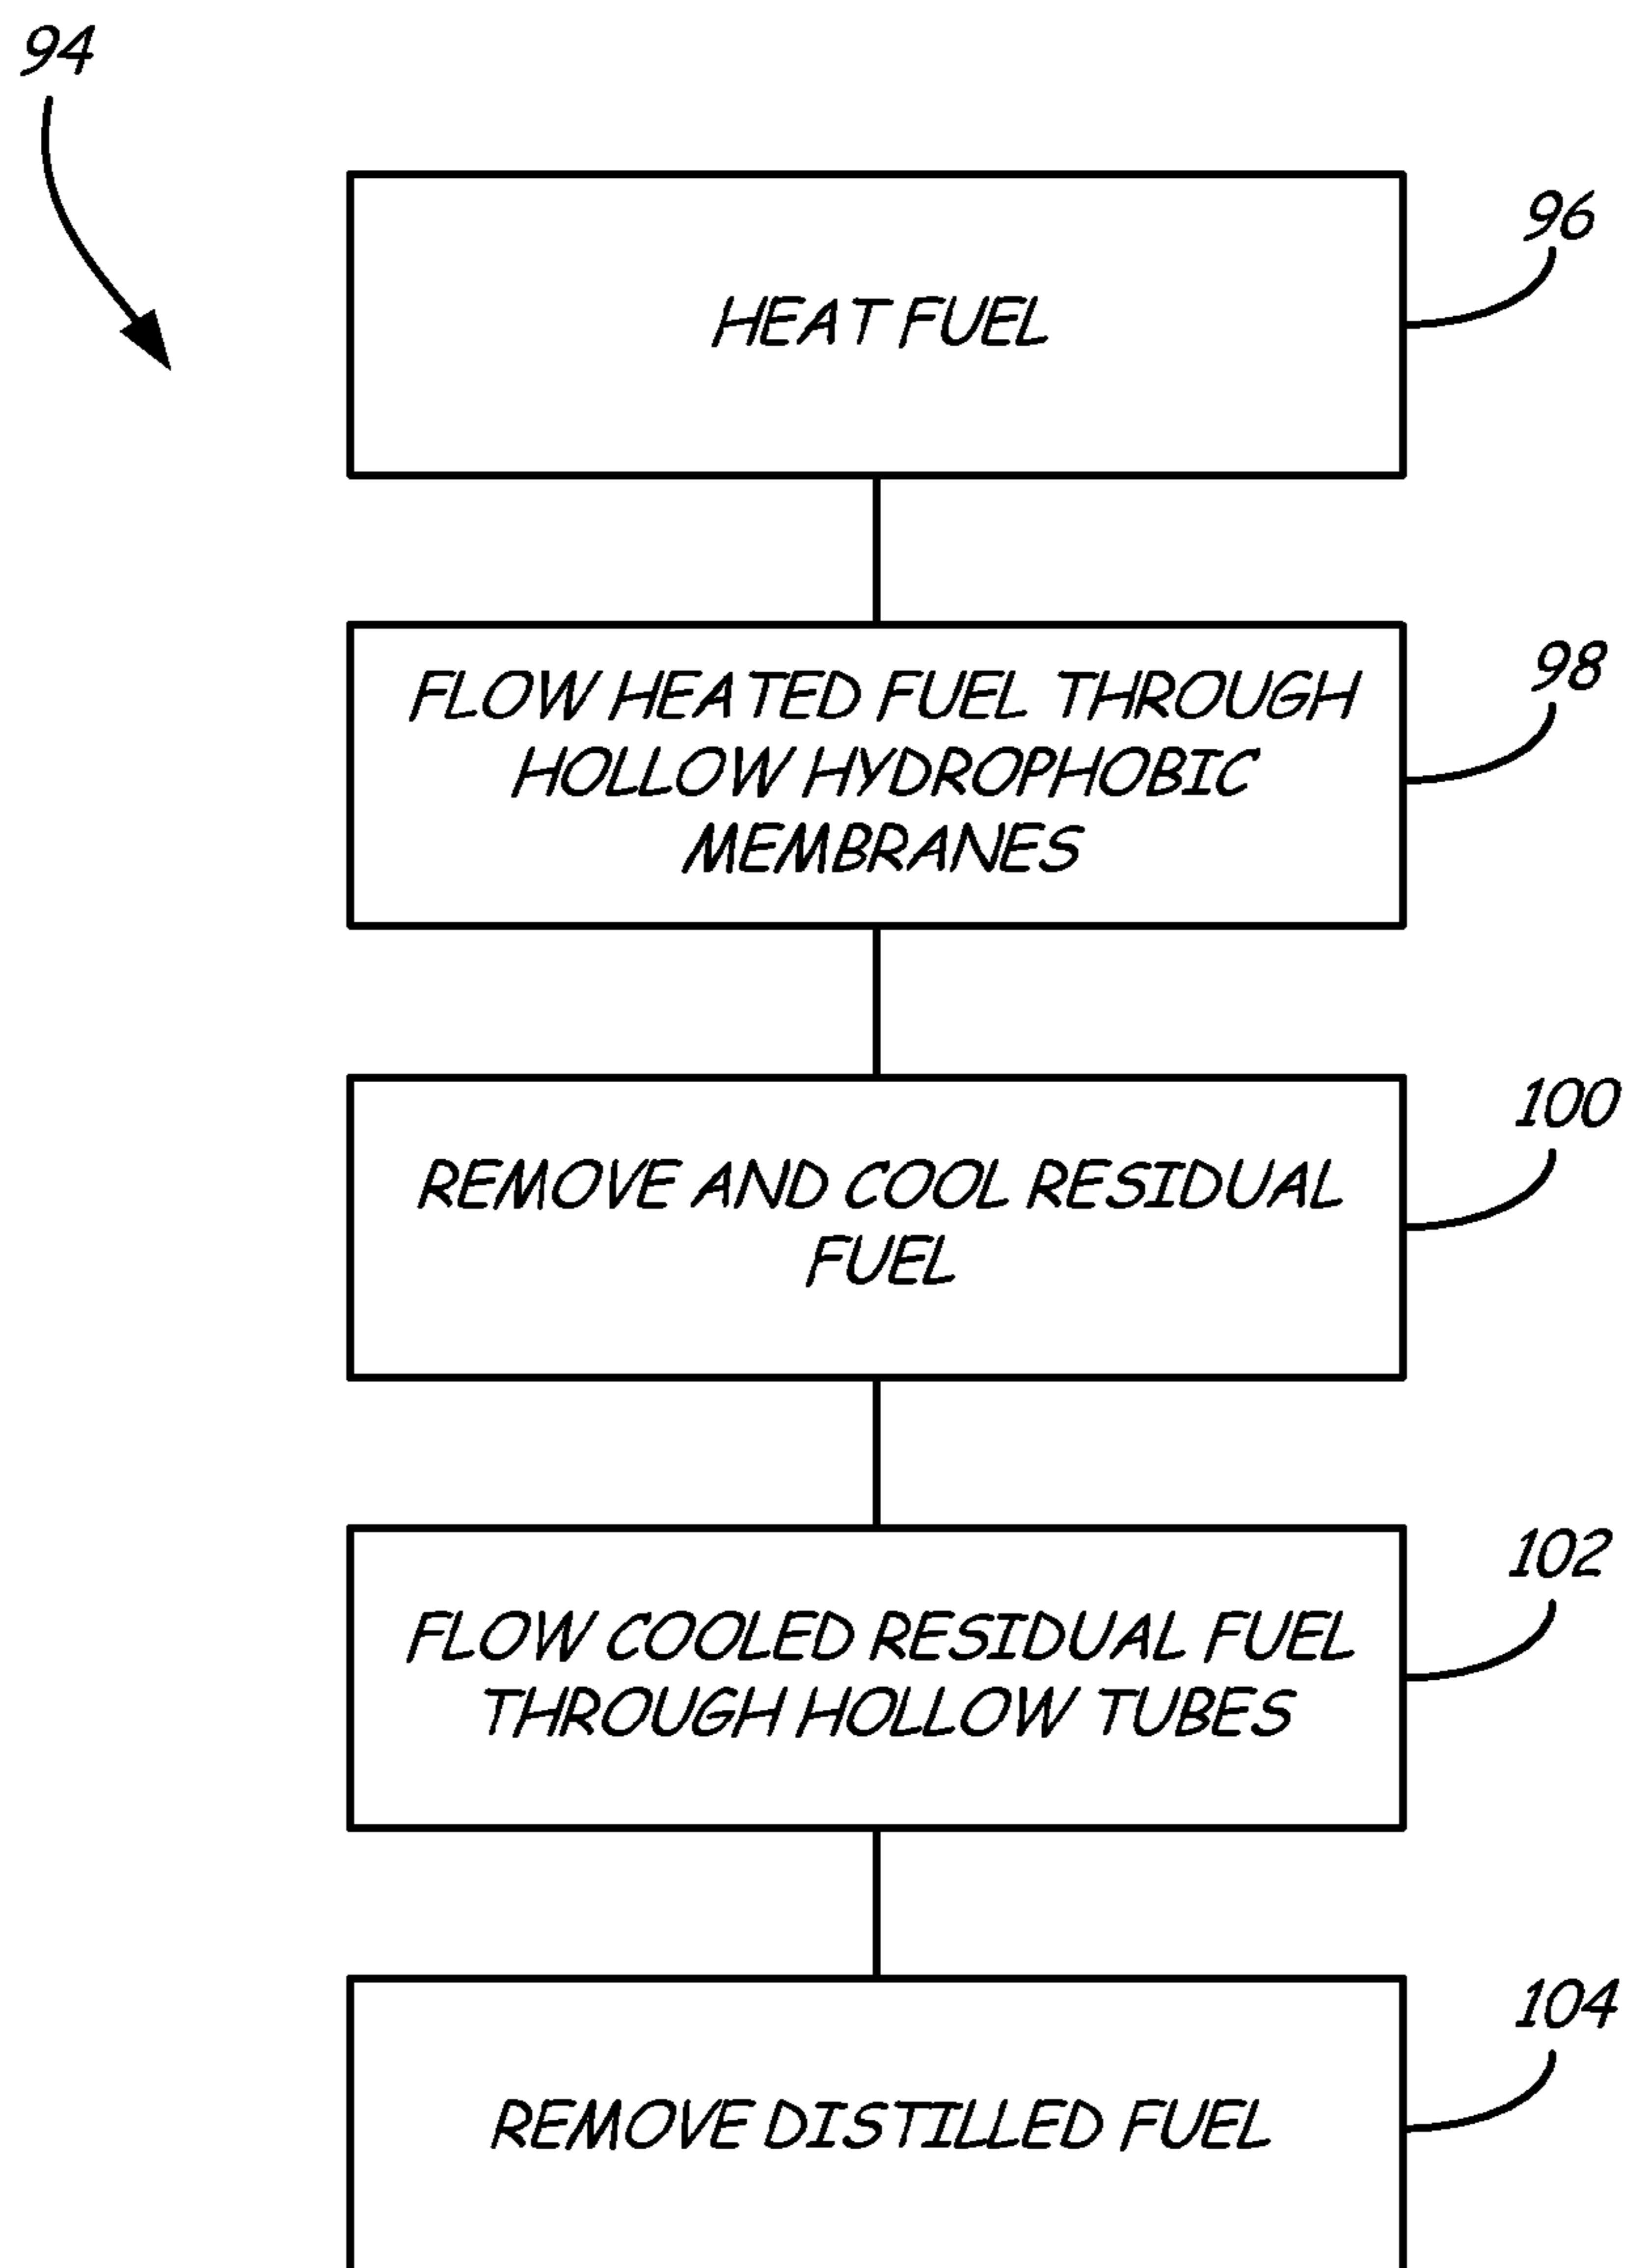 94
96
HEAT FUEL
98
FLOW HEATED FUEL THROUGH
HOLLOW HYDROPHOBIC
MEMBRANES
100
REMOVE AND COOL RESIDUAL
FUEL
102
FLOW COOLED RESIDUAL FUEL
THROUGH HOLLOW TUBES
104
REMOVE DISTILLED FUEL